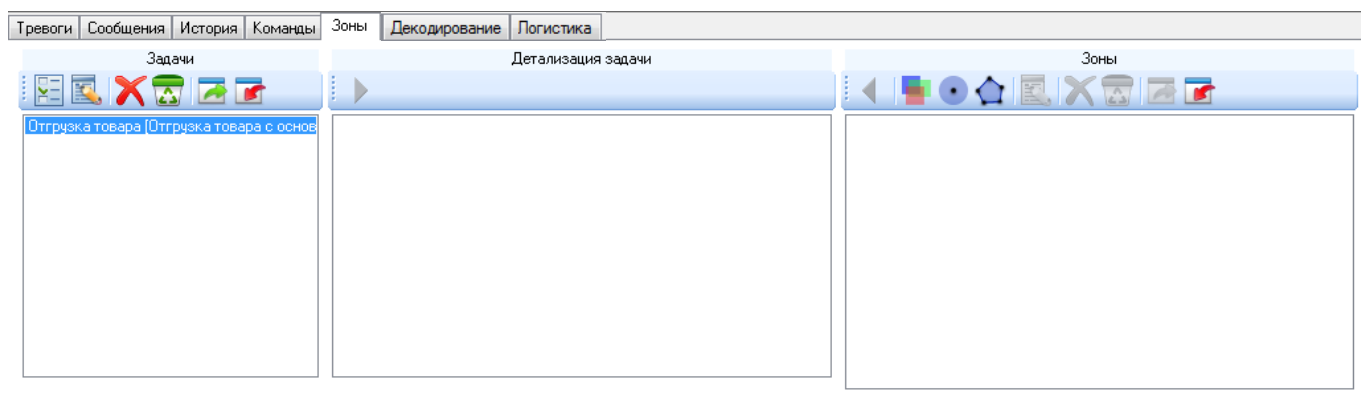 Тревоги Сообщения История Команды Зоны Декодирование Логистика
Задачи Детализация задачи Зоны
Отгрузка товара [Отгрузка товара с основ